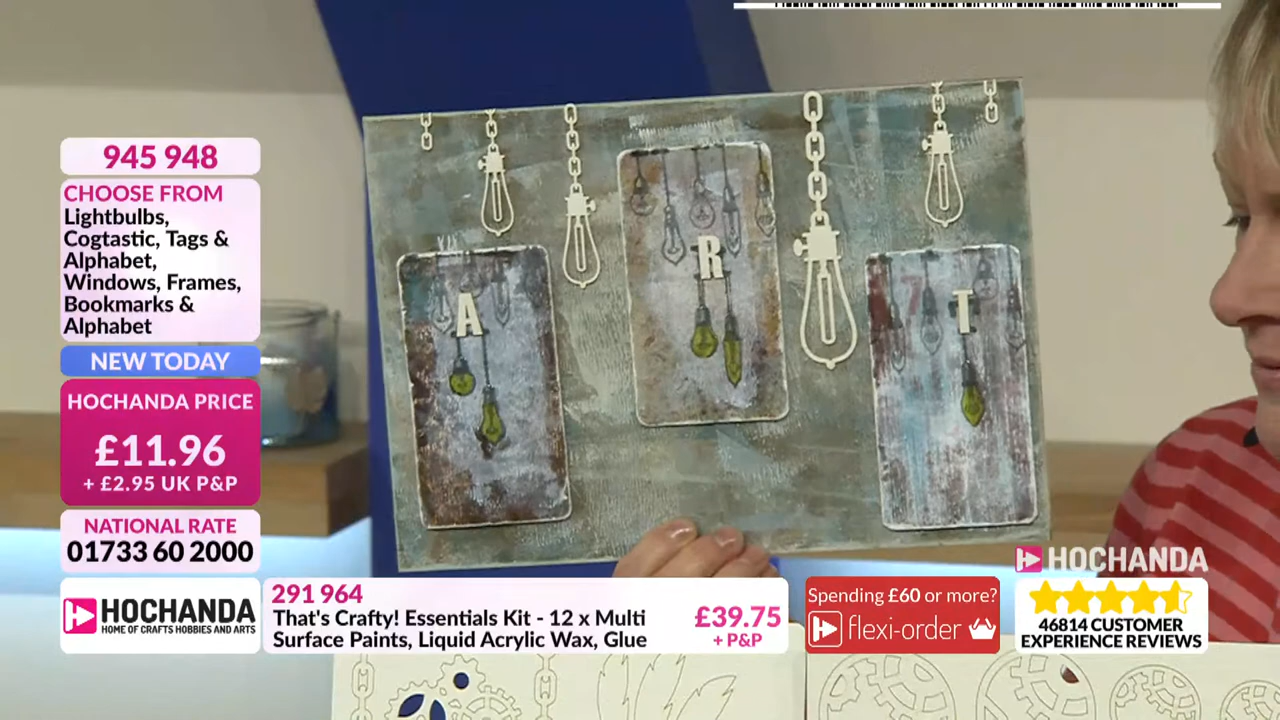 945 948
CHOOSE FROM
Lightbulbs,
Cogtastic, Tags &
Alphabet,
Windows, Frames,
Bookmarks &
Alphabet
NEW TODAY
HOCHANDA PRICE
£11.96
+ £2.95 UK P&P
NATIONAL RATE
01733 60 2000
A
R
T
7
HOCHANDA
HOCHANDA
HOME OF CRAFTS HOBBIES AND ARTS
291 964
That's Crafty! Essentials Kit - 12 x Multi
Surface Paints, Liquid Acrylic Wax, Glue
£39.75
+ P&P
Spending £60 or more?
flexi-order
46814 CUSTOMER
EXPERIENCE REVIEWS